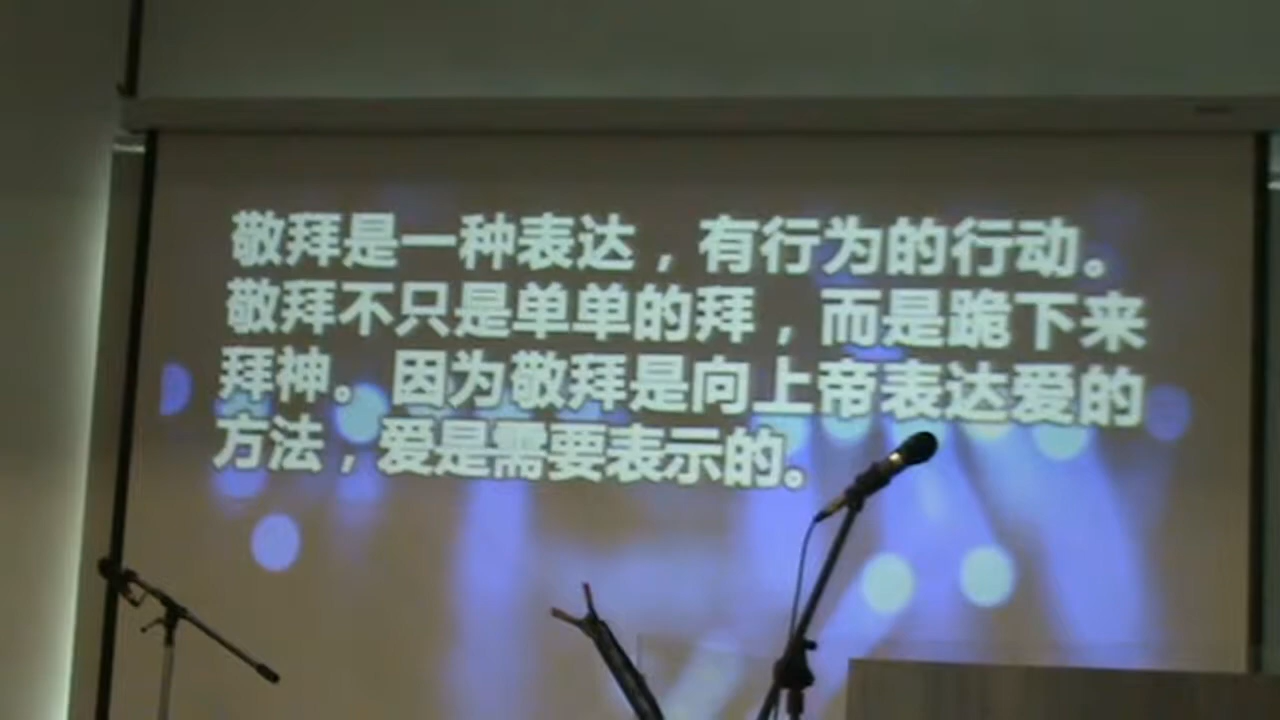 敬拜是一种表达，有行为的行动。
敬拜不只是单单的拜，而是跪下来
拜神。因为敬拜是向上帝表达爱的
方法，爱是需要表示的。